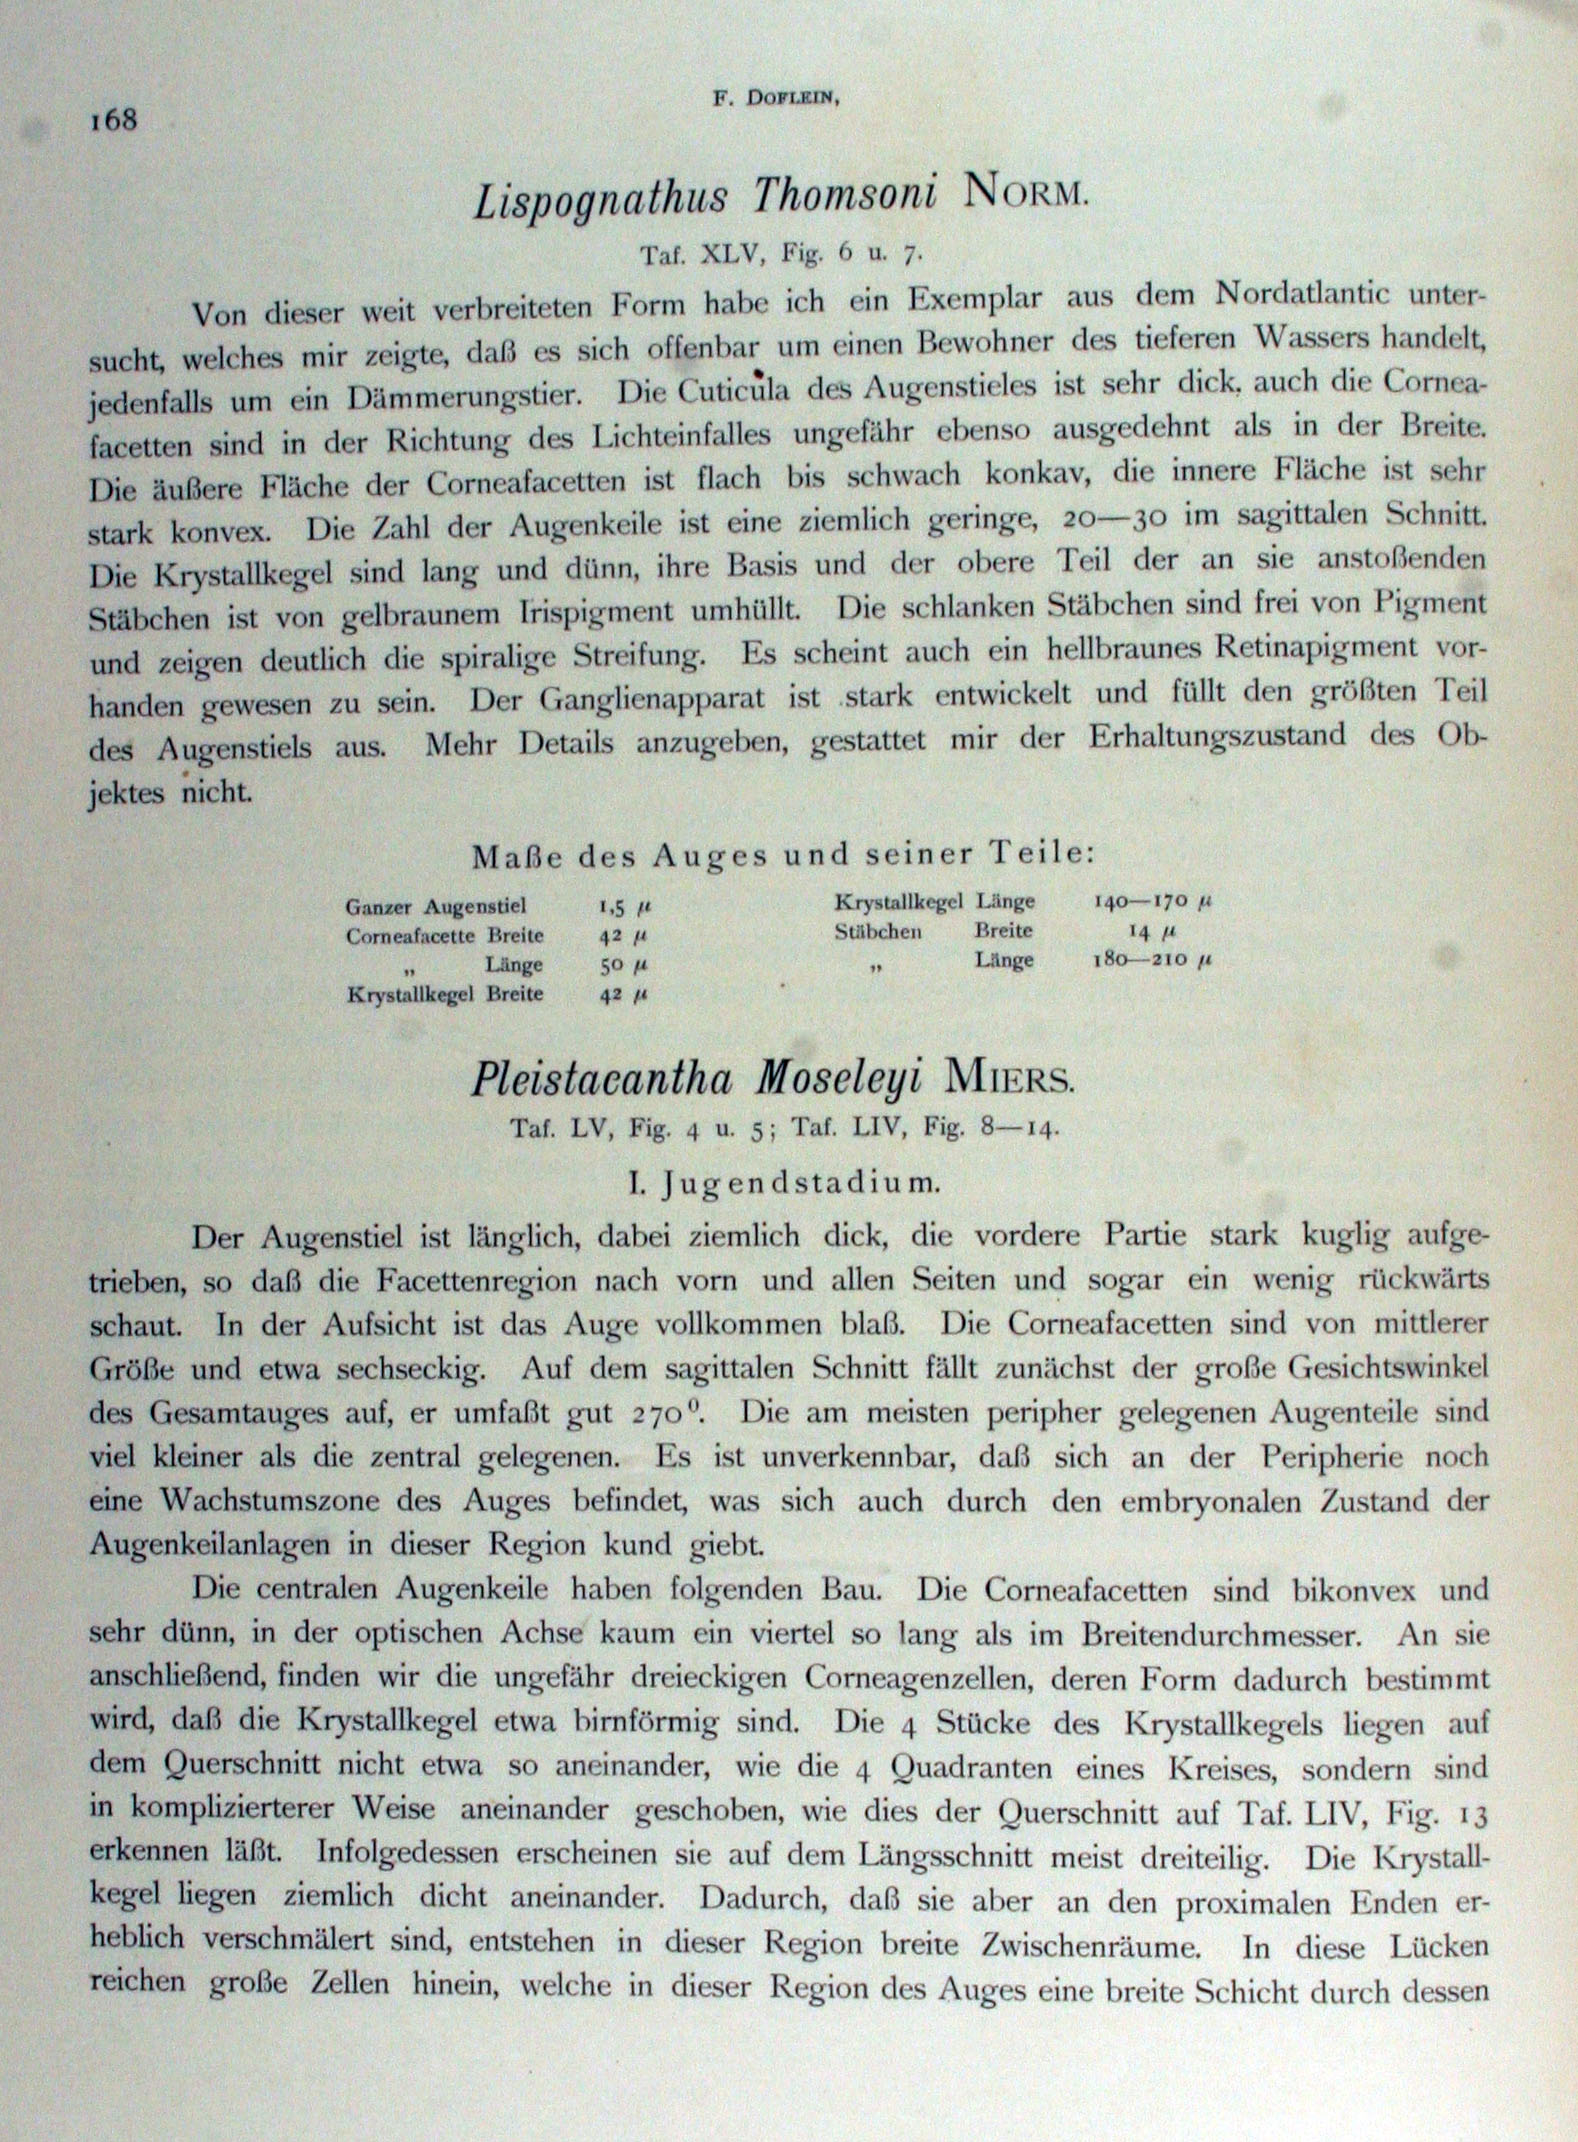 F. DOFLEIN,
168
Lispognathus Thomsoni NORM.
Taf. XLV, Fig. 6 u. 7.
Von dieser weit verbreiteten Form habe ich ein Exemplar aus dem Nordatlantic unter-
sucht, welches mir zeigte, daß es sich offenbar um einen Bewohner des tieferen Wassers handelt,
jedenfalls um ein Dämmerungstier. Die Cuticula des Augenstieles ist sehr dick, auch die Cornea-
facetten sind in der Richtung des Lichteinfalles ungefähr ebenso ausgedehnt als in der Breite.
Die äußere Fläche der Corneafacetten ist flach bis schwach konkav, die innere Fläche ist sehr
stark konvex. Die Zahl der Augenkeile ist eine ziemlich geringe, 20—30 im sagittalen Schnitt.
Die Krystallkegel sind lang und dünn, ihre Basis und der obere Teil der an sie anstoßenden
Stäbchen ist von gelbraunem Irispigment umhüllt. Die schlanken Stäbchen sind frei von Pigment
und zeigen deutlich die spiralige Streifung. Es scheint auch ein hellbraunes Retinapigment vor-
handen gewesen zu sein. Der Ganglienapparat ist stark entwickelt und füllt den größten Teil
des Augenstiels aus. Mehr Details anzugeben, gestattet mir der Erhaltungszustand des Ob-
jektes nicht.
Maße des Auges und seiner Teile:
Ganzer Augenstiel 1,5 µ
Corneafacette Breite 42 µ
„ Länge 50 µ
Krystallkegel Breite 42 µ
Krystallkegel Länge 140—170 µ
Stäbchen Breite 14 µ
„ Länge 180—210 µ
Pleistacantha Moseleyi MIERS.
Taf. LV, Fig. 4 u. 5; Taf. LIV, Fig. 8—14.
I. Jugendstadium.
Der Augenstiel ist länglich, dabei ziemlich dick, die vordere Partie stark kuglig aufge-
trieben, so daß die Facettenregion nach vorn und allen Seiten und sogar ein wenig rückwärts
schaut. In der Aufsicht ist das Auge vollkommen blaß. Die Corneafacetten sind von mittlerer
Größe und etwa sechseckig. Auf dem sagittalen Schnitt fällt zunächst der große Gesichtswinkel
des Gesamtauges auf, er umfaßt gut 270⁰. Die am meisten peripher gelegenen Augenteile sind
viel kleiner als die zentral gelegenen. Es ist unverkennbar, daß sich an der Peripherie noch
eine Wachstumszone des Auges befindet, was sich auch durch den embryonalen Zustand der
Augenkeilanlagen in dieser Region kund giebt.
Die centralen Augenkeile haben folgenden Bau. Die Corneafacetten sind bikonvex und
sehr dünn, in der optischen Achse kaum ein viertel so lang als im Breitendurchmesser. An sie
anschließend, finden wir die ungefähr dreieckigen Corneagenzellen, deren Form dadurch bestimmt
wird, daß die Krystallkegel etwa birnförmig sind. Die 4 Stücke des Krystallkegels liegen auf
dem Querschnitt nicht etwa so aneinander, wie die 4 Quadranten eines Kreises, sondern sind
in komplizierterer Weise aneinander geschoben, wie dies der Querschnitt auf Taf. LIV, Fig. 13
erkennen läßt. Infolgedessen erscheinen sie auf dem Längsschnitt meist dreiteilig. Die Krystall-
kegel liegen ziemlich dicht aneinander. Dadurch, daß sie aber an den proximalen Enden er-
heblich verschmälert sind, entstehen in dieser Region breite Zwischenräume. In diese Lücken
reichen große Zellen hinein, welche in dieser Region des Auges eine breite Schicht durch dessen